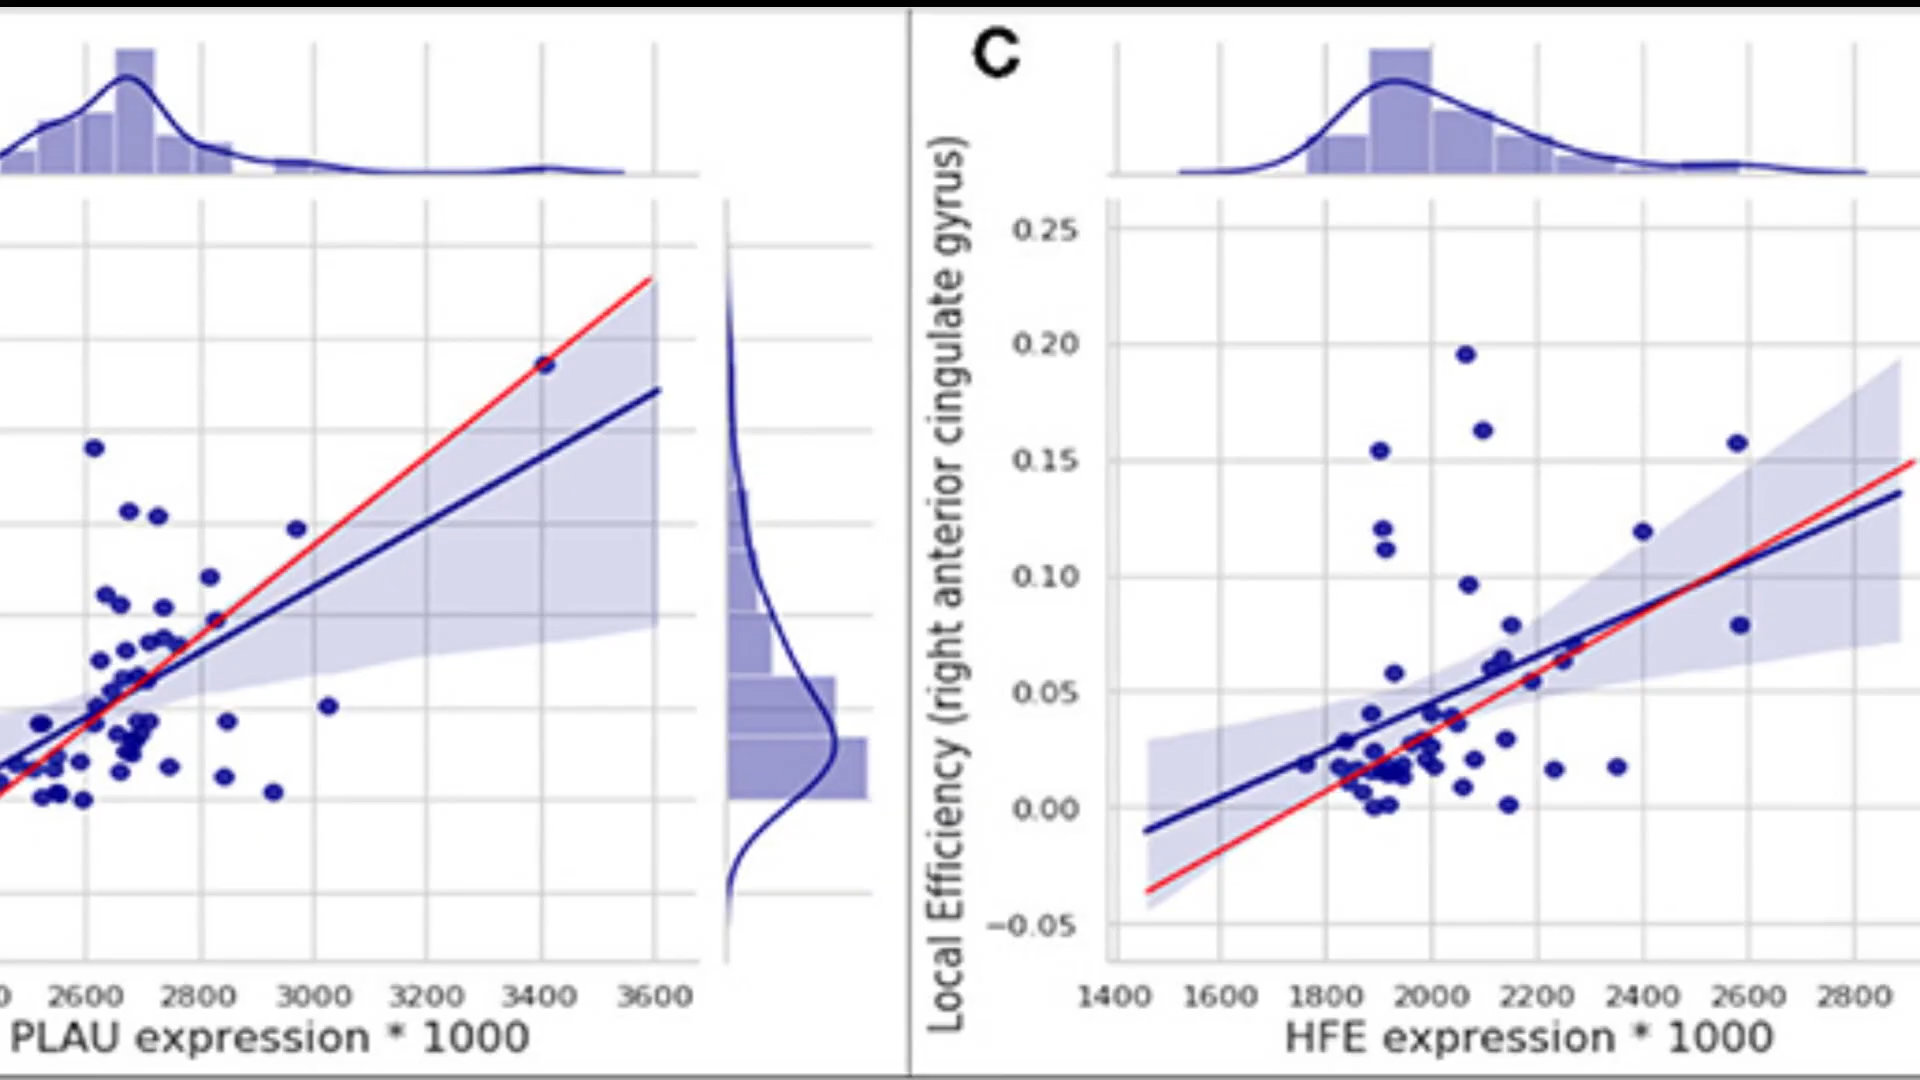 C
Local Efficiency (right anterior cingulate gyrus)
0.25
0.20
0.15
0.10
0.05
0.00
−0.05
0 2600 2800 3000 3200 3400 3600
PLAU expression * 1000
1400 1600 1800 2000 2200 2400 2600 2800
HFE expression * 1000